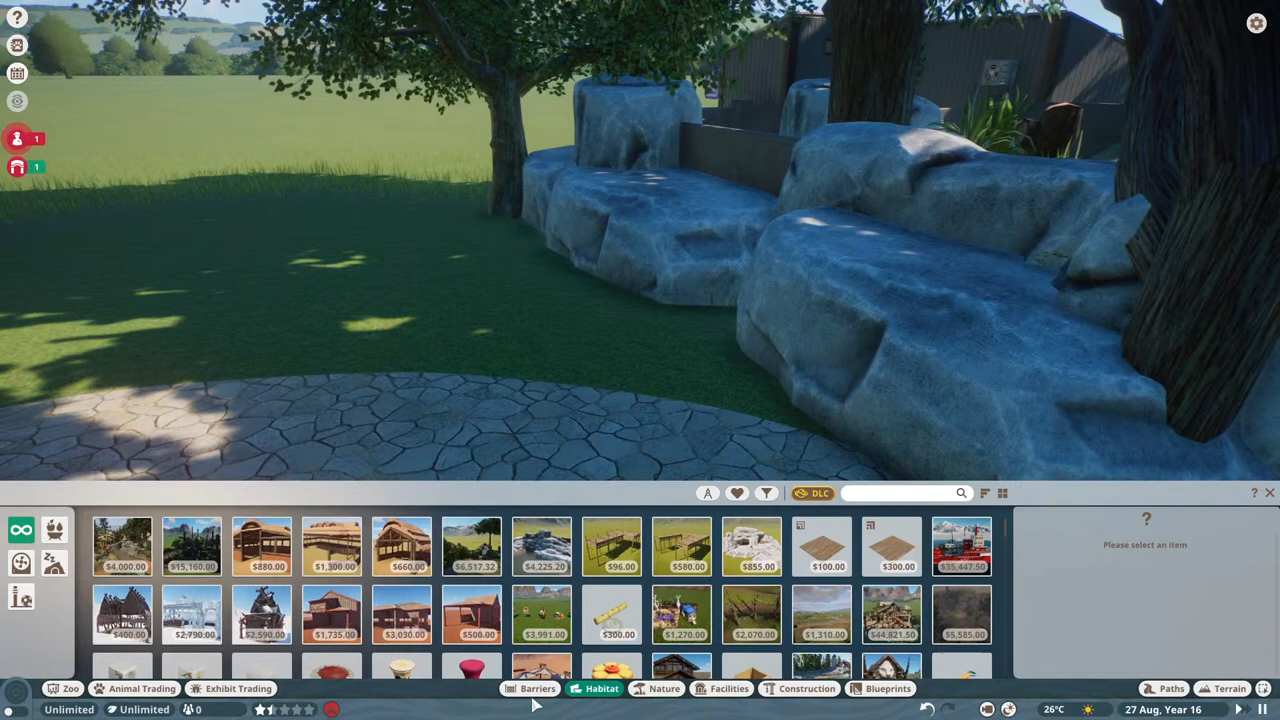 ?
1
1
DLC
? ×
$4,000.00 $15,160.00 $880.00 $1,300.00 $660.00 $6,517.32 $4,225.20 $96.00 $580.00 $855.00 $100.00 $300.00 $35,447.50
?
Please select an item
$400.00 $2,790.00 $2,590.00 $1,735.00 $3,030.00 $500.00 $3,991.00 $300.00 $1,270.00 $2,070.00 $1,310.00 $44,821.50 $5,585.00
Zoo Animal Trading Exhibit Trading Barriers Habitat Nature Facilities Construction Blueprints Paths Terrain
Unlimited Unlimited 0 26°C 27 Aug, Year 16